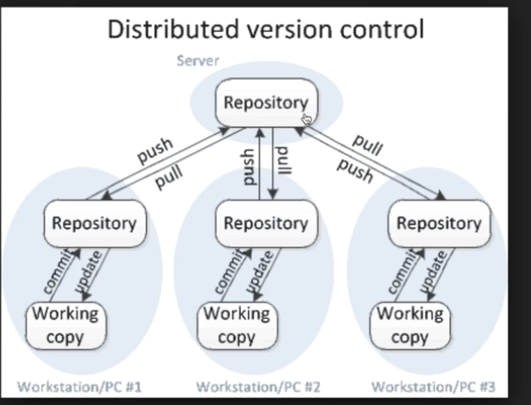 Distributed version control
Server
Repository
push
pull
push
pull
pull
push
Repository
Repository
Repository
commit
update
commit
update
commit
update
Working
copy
Working
copy
Working
copy
Workstation/PC #1
Workstation/PC #2
Workstation/PC #3